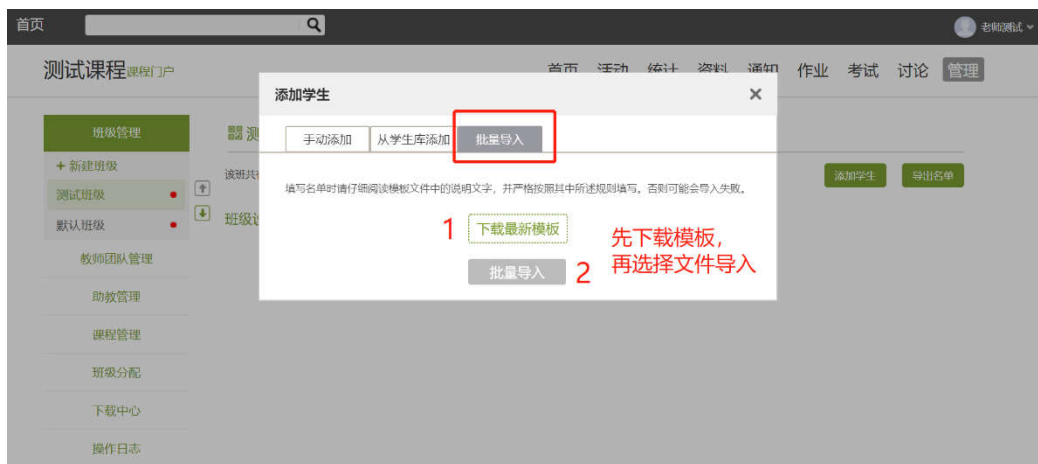 首页
老师测试
测试课程 课程门户
首页 活动 统计 资料 通知 作业 考试 讨论 管理
添加学生
班级管理
测
手动添加 从学生库添加 批量导入
+ 新建班级
该班共
填写名单时请仔细阅读模板文件中的说明文字，并严格按照其中所述规则填写。否则可能会导入失败。
添加学生 导出名单
测试班级
默认班级
班级设
1 下载最新模板
先下载模板，
再选择文件导入
批量导入 2
教师团队管理
助教管理
课程管理
班级分配
下载中心
操作日志